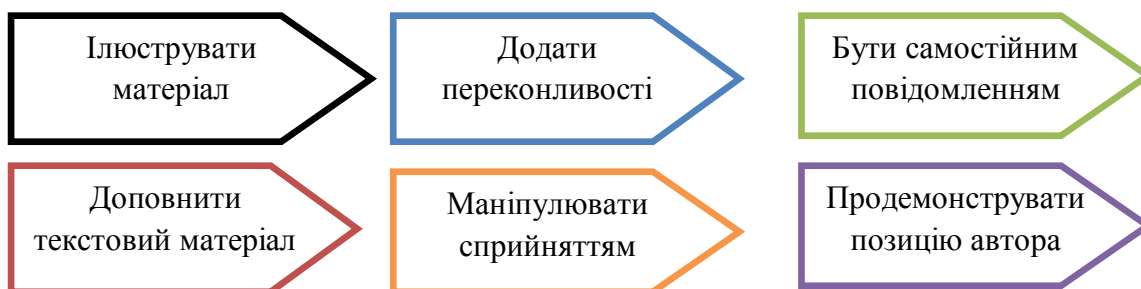 Ілюструвати
матеріал
Додати
переконливості
Бути самостійним
повідомленням
Доповнити
текстовий матеріал
Маніпулювати
сприйняттям
Продемонструвати
позицію автора